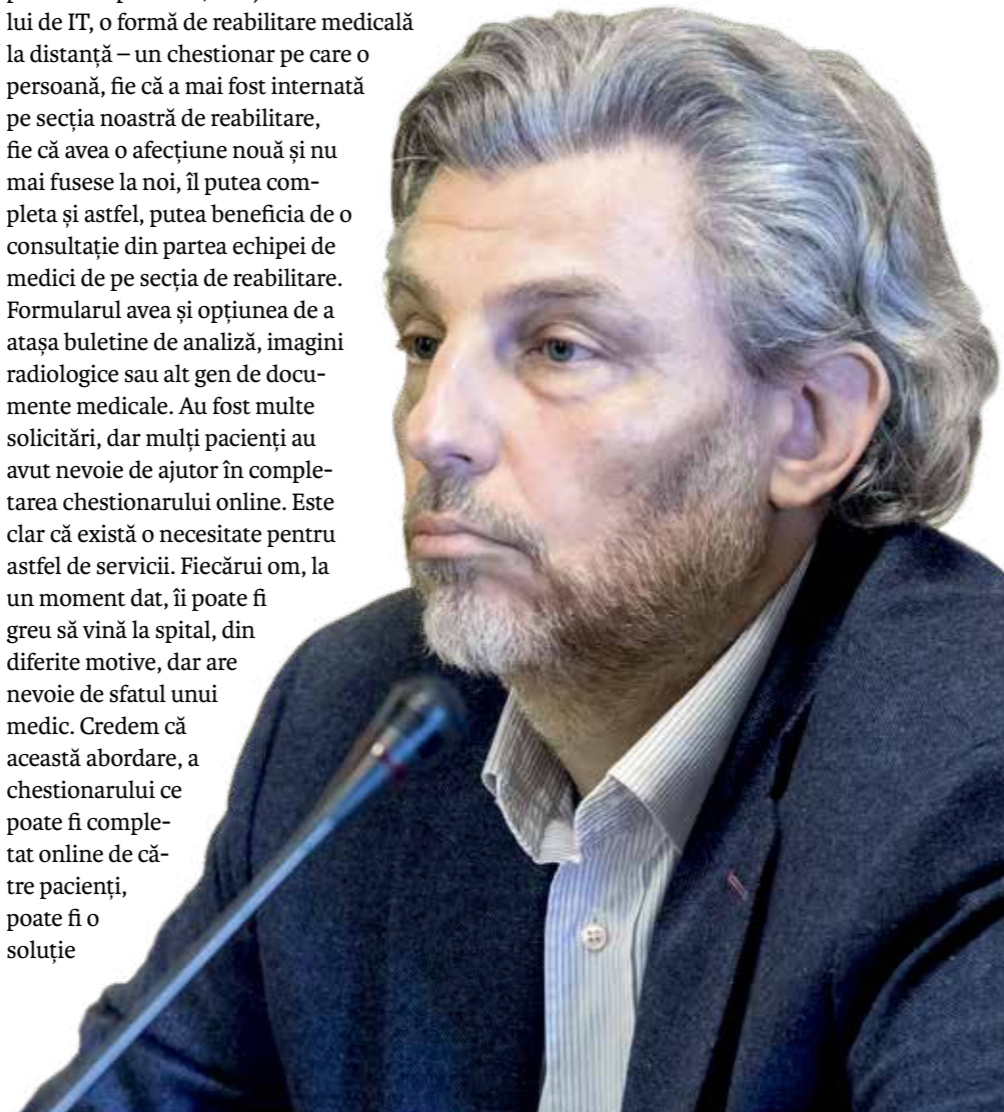 lui de IT, o formă de reabilitare medicală
la distanță – un chestionar pe care o
persoană, fie că a mai fost internată
pe secția noastră de reabilitare,
fie că avea o afecțiune nouă și nu
mai fusese la noi, îl putea com-
pleta și astfel, putea beneficia de o
consultație din partea echipei de
medici de pe secția de reabilitare.
Formularul avea și opțiunea de a
atașa buletine de analiză, imagini
radiologice sau alt gen de docu-
mente medicale. Au fost multe
solicitări, dar mulți pacienți au
avut nevoie de ajutor în comple-
tarea chestionarului online. Este
clar că există o necesitate pentru
astfel de servicii. Fiecărui om, la
un moment dat, îi poate fi
greu să vină la spital, din
diferite motive, dar are
nevoie de sfatul unui
medic. Credem că
această abordare, a
chestionarului ce
poate fi comple-
tat online de că-
tre pacienți,
poate fi o
soluție